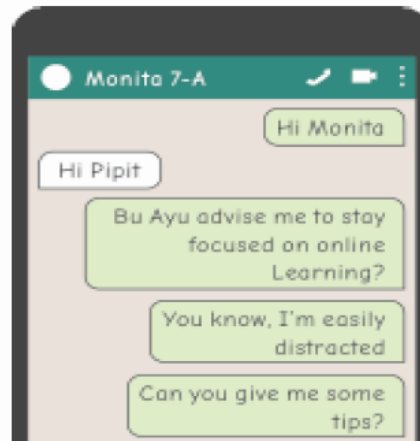 Monita 7-A
Hi Monita
Hi Pipit
Bu Ayu advise me to stay
focused on online
Learning?
You know, I'm easily
distracted
Can you give me some
tips?